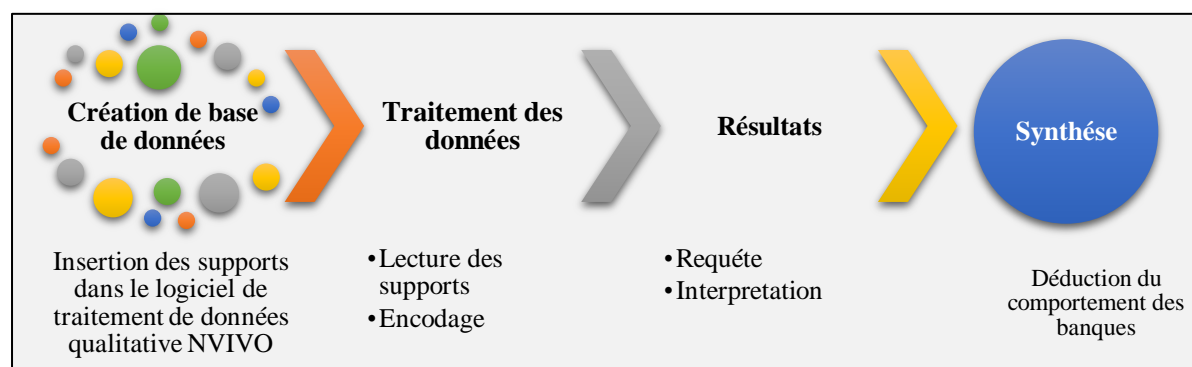 Création de base
de données
Insertion des supports
dans le logiciel de
traitement de données
qualitative NVIVO
Traitement des
données
•Lecture des
supports
•Encodage
Résultats
•Requéte
•Interpretation
Synthése
Déduction du
comportement des
banques